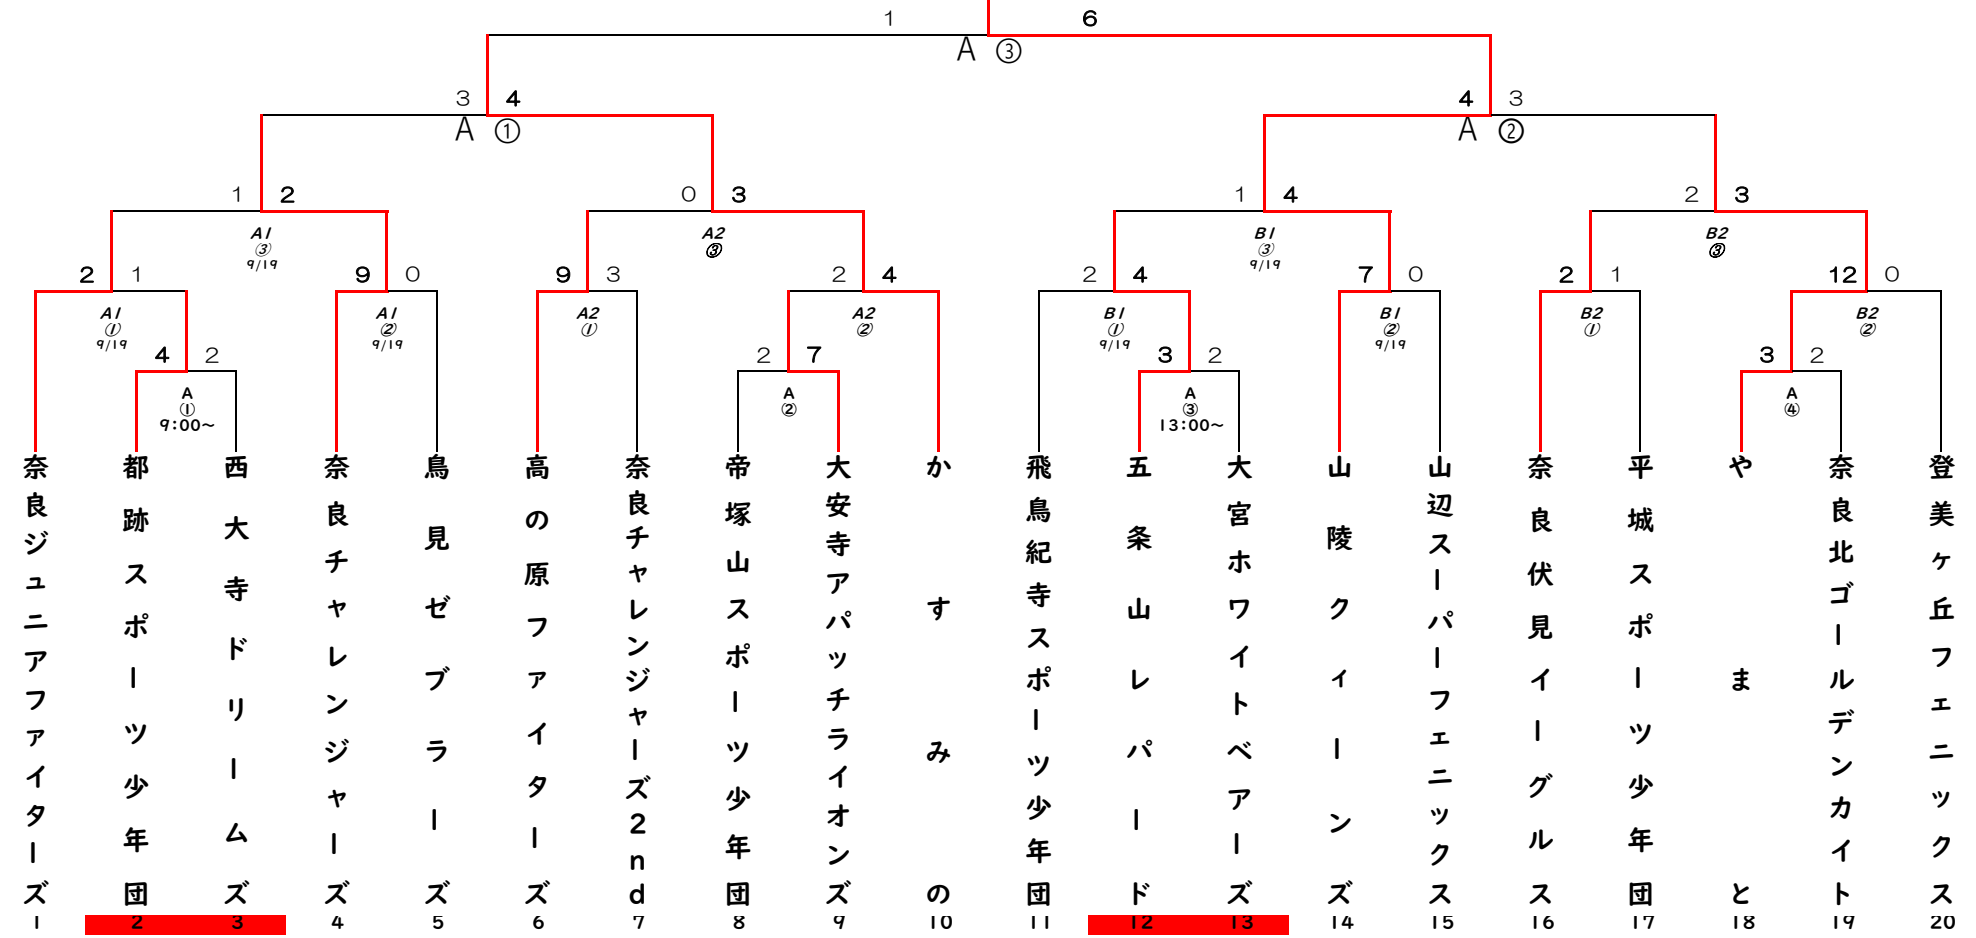 1 6
A ③
3 4 4 3
A ① A ②
1 2 0 3 1 4 2 3
A1 A2 B1 B2
③ ③ ③ ③
9/19 9/19
2 1 9 0 9 3 2 4 2 4 7 0 2 1 12 0
A1 A1 A2 A2 B1 B1 B2 B2
① ② ① ② ① ② ① ②
9/19 9/19 9/19 9/19
4 2 2 7 3 2 3 2
A A A A
① ② ③ ④
9:00~ 13:00~
奈良ジュニアファイターズ
都跡スポーツ少年団
西大寺ドリームズ
奈良チャレンジャーズ
鳥見ゼブラーズ
高の原ファイターズ
奈良チャレンジャーズ2nd
帝塚山スポーツ少年団
大安寺アパッチライオンズ
かすみの
飛鳥紀寺スポーツ少年団
五条山レパード
大宮ホワイトベアーズ
山陵クィーンズ
山辺スーパーフェニックス
奈良伏見イーグルス
平城スポーツ少年団
やまと
奈良北ゴールデンカイト
登美ヶ丘フェニックス
1 2 3 4 5 6 7 8 9 10 11 12 13 14 15 16 17 18 19 20